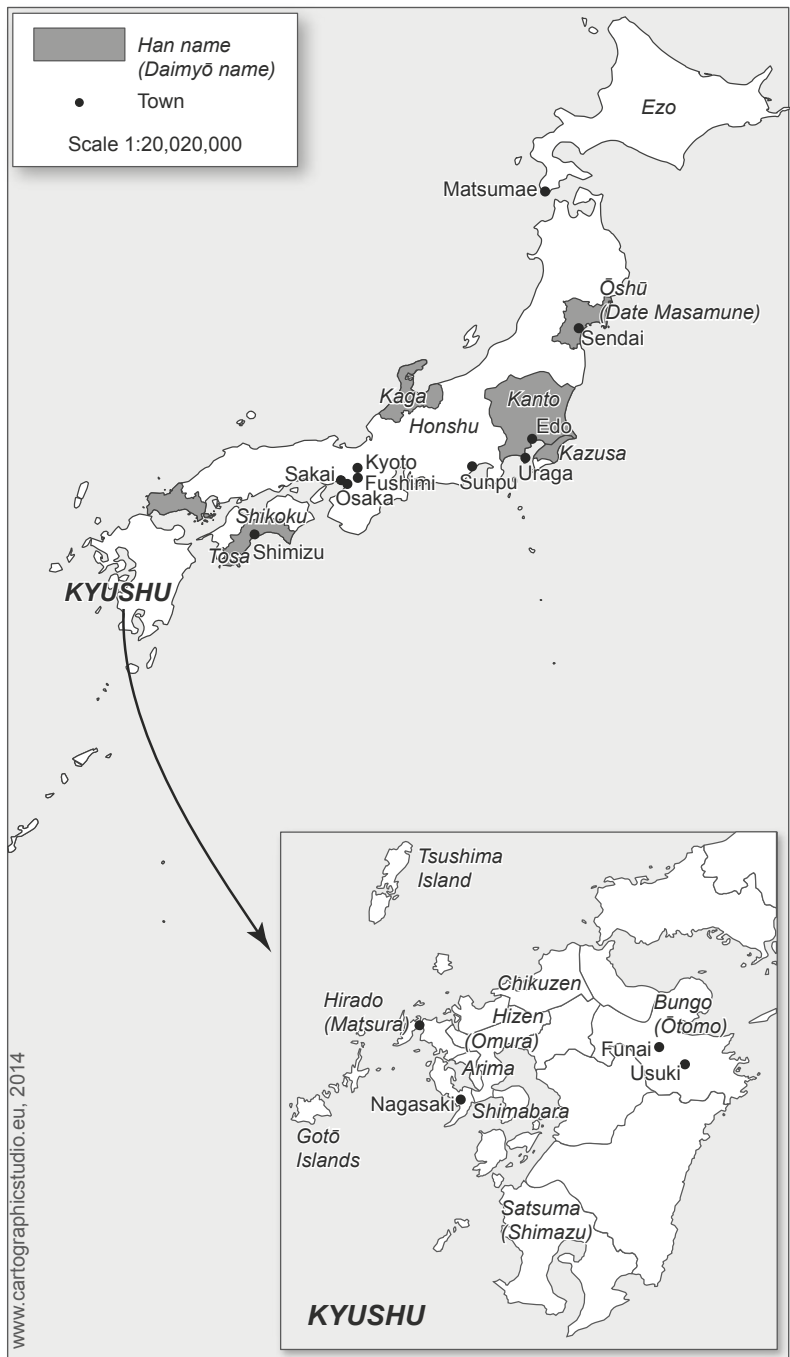 Han name
(Daimyō name)
Town
Scale 1:20,020,000
Ezo
Matsumae
Ōshū
(Date Masamune)
Sendai
Kaga
Kanto
Honshu
Edo
Kazusa
Uraga
Sunpu
Kyoto
Sakai
Fushimi
Osaka
Shikoku
Tosa
Shimizu
KYUSHU
Tsushima
Island
Chikuzen
Hirado
(Matsura)
Hizen
(Omura)
Bungo
(Ōtomo)
Funai
Usuki
Arima
Nagasaki
Shimabara
Gotō
Islands
Satsuma
(Shimazu)
KYUSHU
www.cartographicstudio.eu, 2014